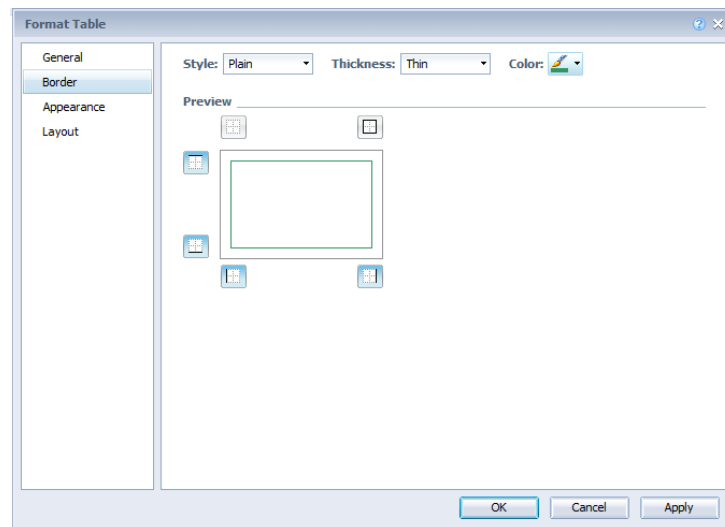 Format Table
General
Border
Appearance
Layout
Style: Plain Thickness: Thin Color:
Preview
OK Cancel Apply